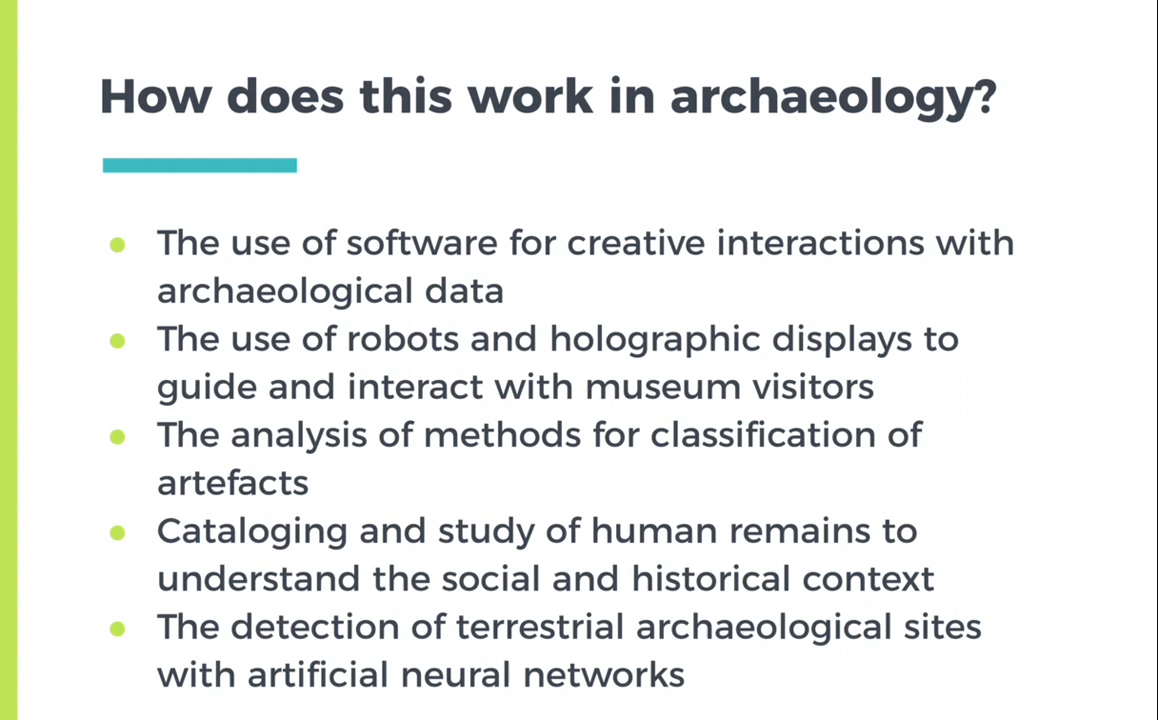 How does this work in archaeology?
The use of software for creative interactions with
archaeological data
The use of robots and holographic displays to
guide and interact with museum visitors
The analysis of methods for classification of
artefacts
Cataloging and study of human remains to
understand the social and historical context
The detection of terrestrial archaeological sites
with artificial neural networks